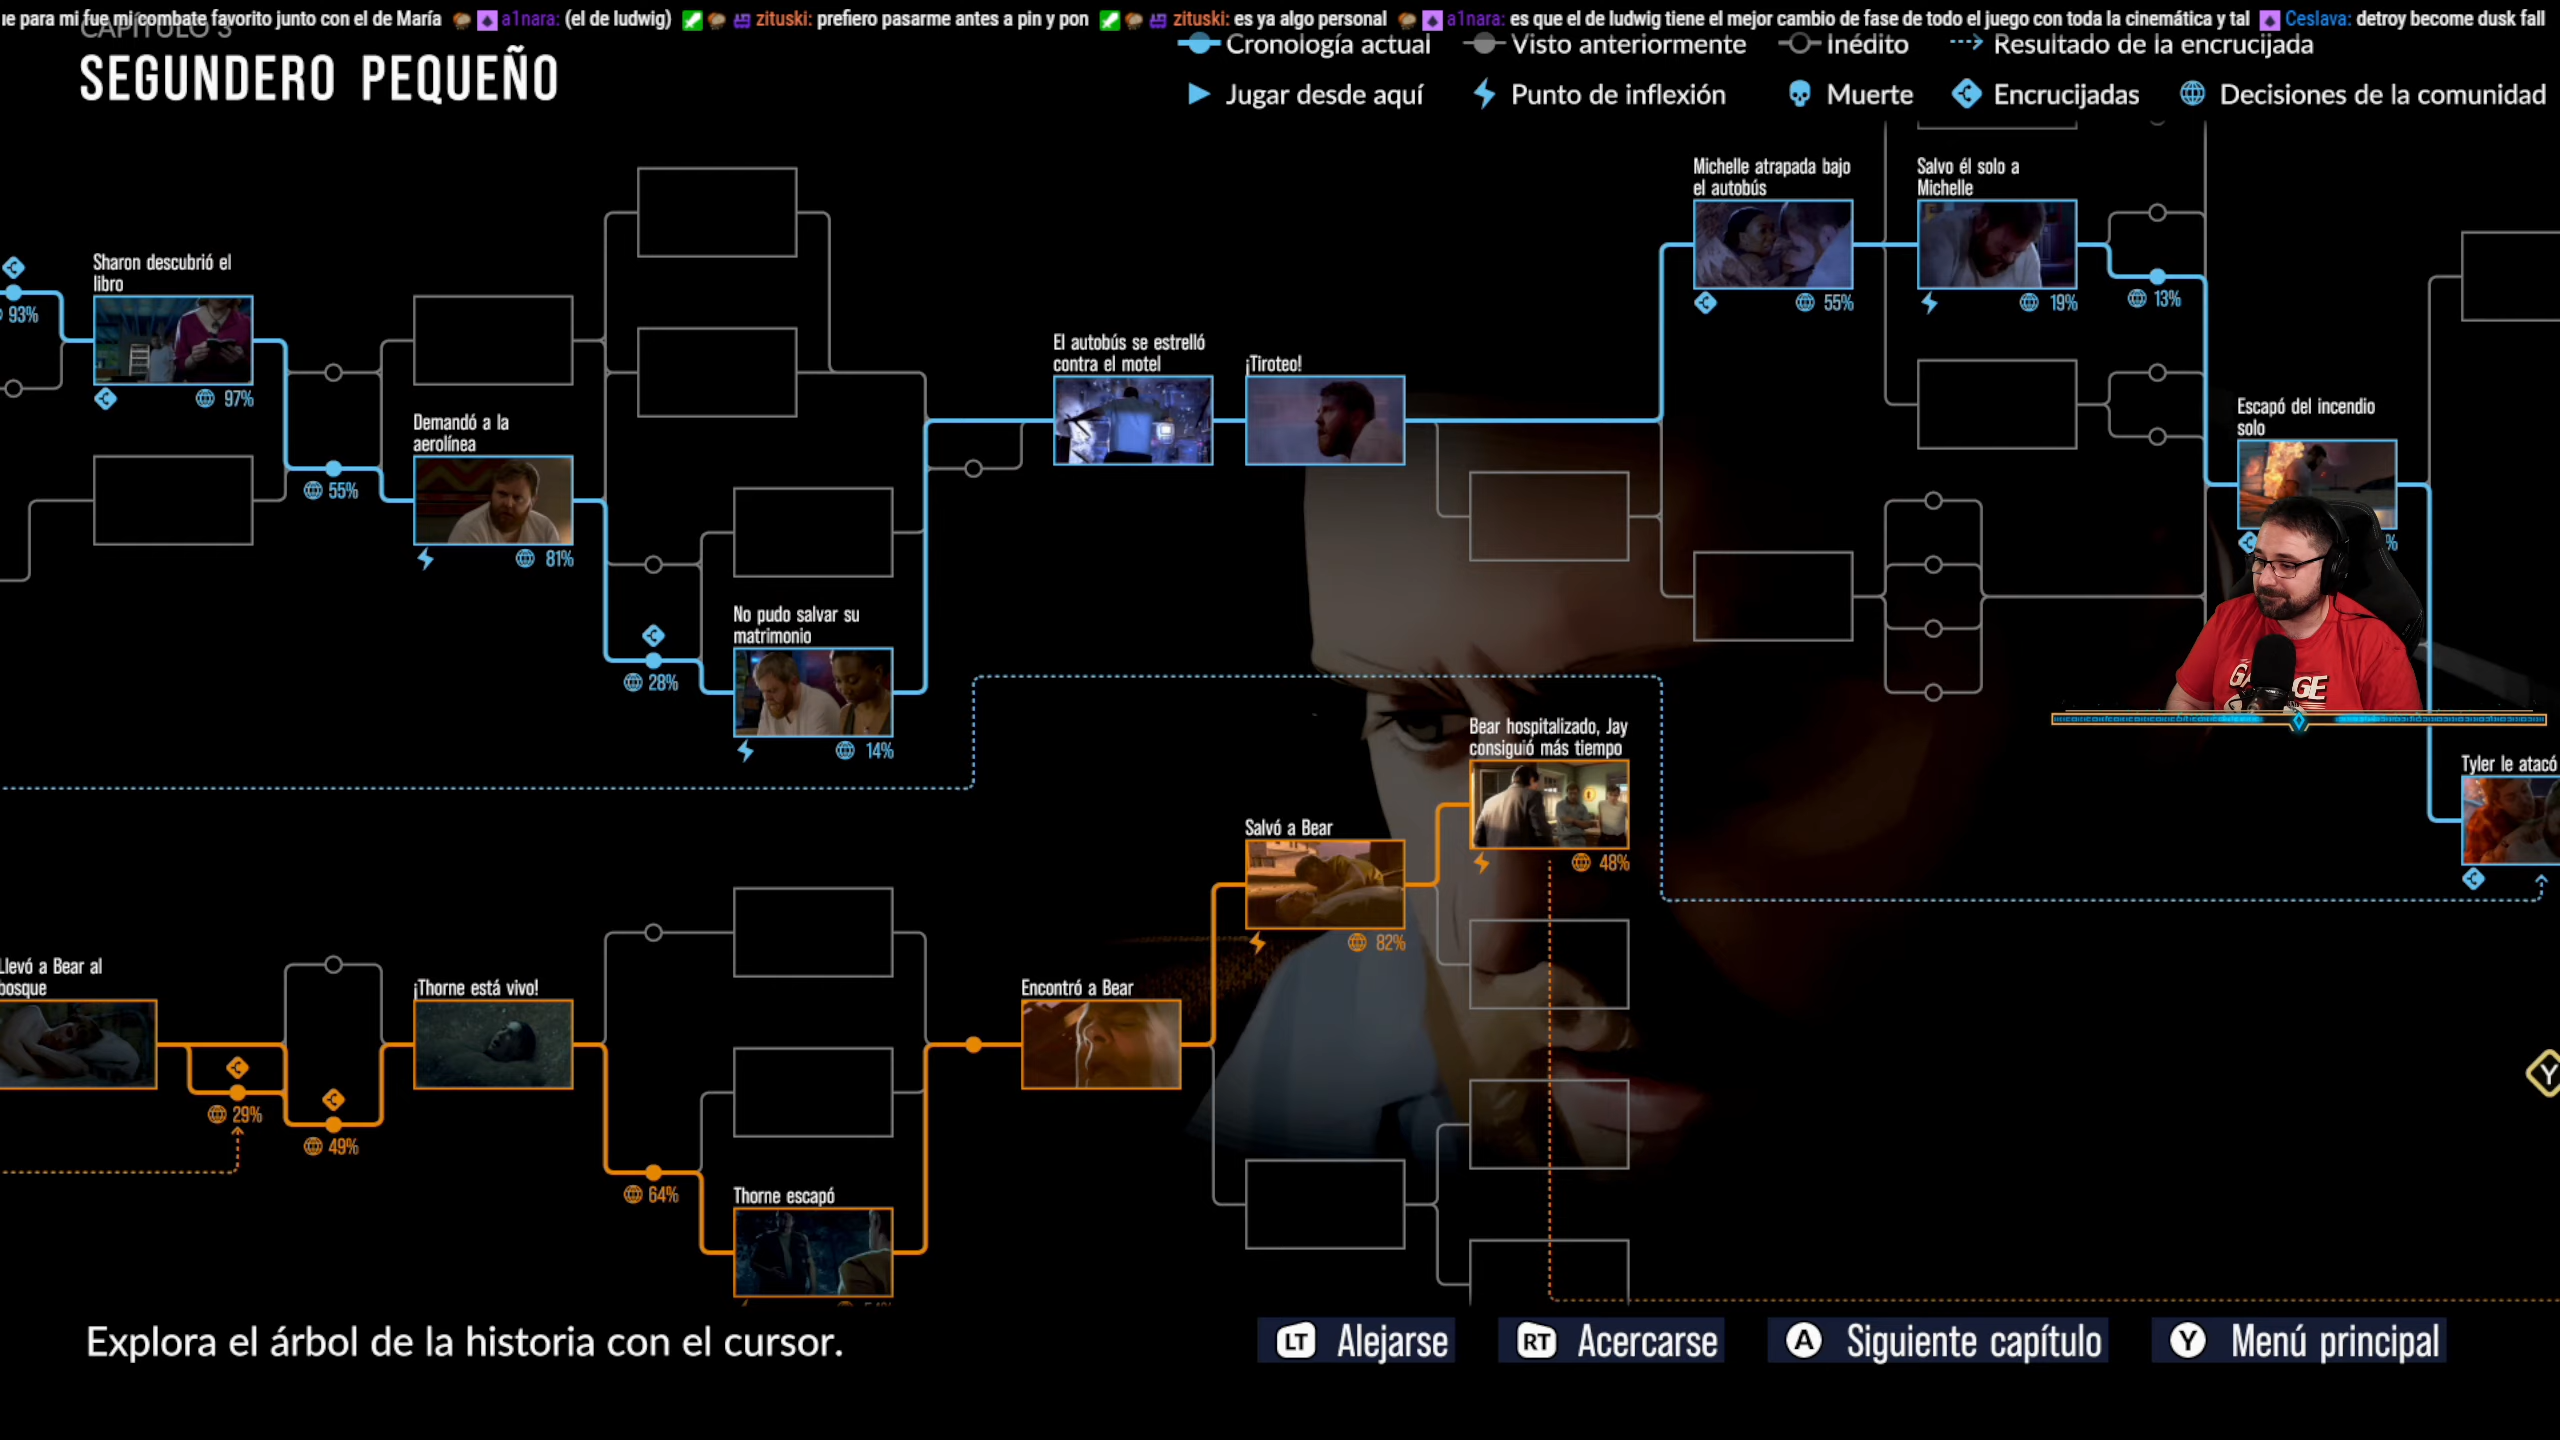 ıe para mi fue mi combate favorito junto con el de María a1nara: (el de ludwig) zituski: prefiero pasarme antes a pin y pon zituski: es ya algo personal a1nara: es que el de ludwig tiene el mejor cambio de fase de todo el juego con toda la cinemática y tal Ceslava: detroy become dusk fall
CAPÍTULO 3
SEGUNDERO PEQUEÑO
Cronología actual Visto anteriormente Inédito Resultado de la encrucijada
Jugar desde aquí Punto de inflexión Muerte Encrucijadas Decisiones de la comunidad
Michelle atrapada bajo
el autobús
55%
Salvo él solo a
Michelle
19%
13%
93%
Sharon descubrió el
libro
97%
55%
Demandó a la
aerolínea
81%
28%
No pudo salvar su
matrimonio
14%
El autobús se estrelló
contra el motel
¡Tiroteo!
Escapó del incendio
solo
%
GA GE
Tyler le atacó
Bear hospitalizado, Jay
consiguió más tiempo
48%
Salvó a Bear
82%
Llevó a Bear al
bosque
29%
49%
¡Thorne está vivo!
64%
Thorne escapó
Encontró a Bear
Y
Explora el árbol de la historia con el cursor.
LT Alejarse RT Acercarse A Siguiente capítulo Y Menú principal